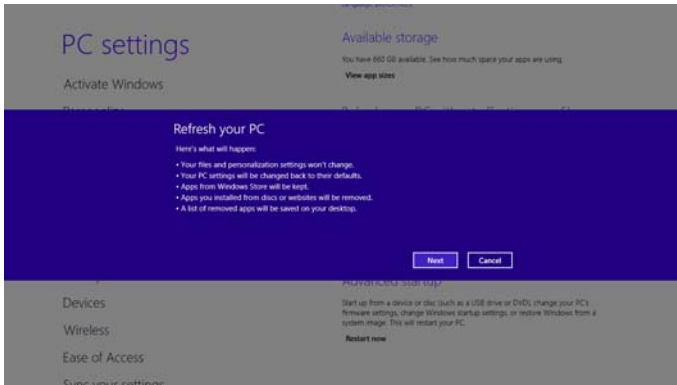 PC settings
Activate Windows
Available storage
You have 660 GB available. See how much space your apps are using.
View app sizes
Refresh your PC
Here's what will happen:
• Your files and personalization settings won't change.
• Your PC settings will be changed back to their defaults.
• Apps from Windows Store will be kept.
• Apps you installed from discs or websites will be removed.
• A list of removed apps will be saved on your desktop.
Next
Cancel
Devices
Wireless
Ease of Access
Sync your settings
Advanced startup
Start up from a device or disc (such as a USB drive or DVD), change your PC's
firmware settings, change Windows startup settings, or restore Windows from a
system image. This will restart your PC.
Restart now